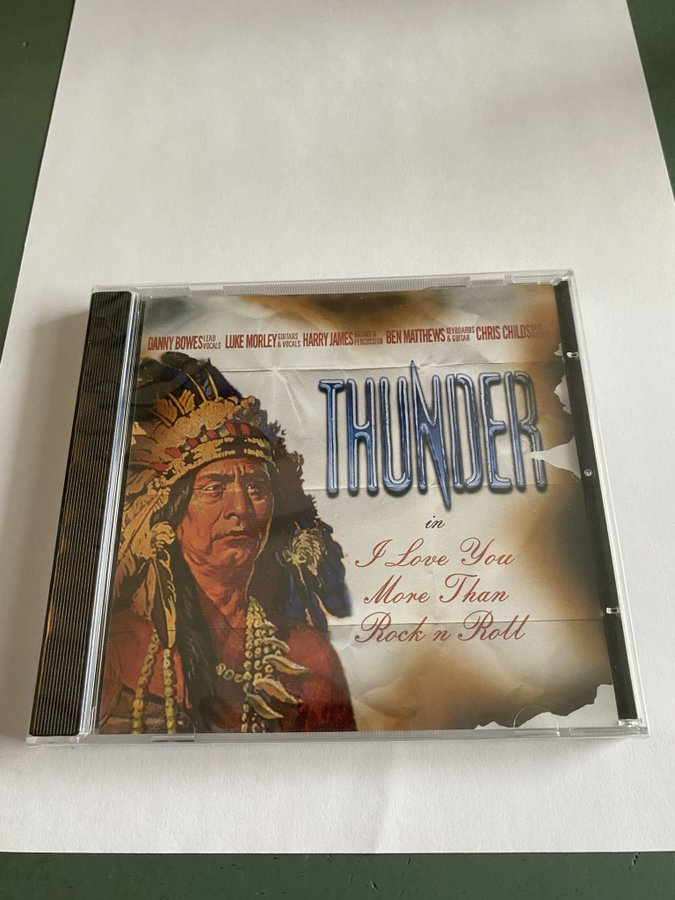 DANNY BOWES LEAD VOCALS LUKE MORLEY GUITARS & VOCALS HARRY JAMES DRUMS & PERCUSSION BEN MATTHEWS KEYBOARDS & GUITAR CHRIS CHILDS BASS
THUNDER
in
I Love You
More Than
Rock n Roll